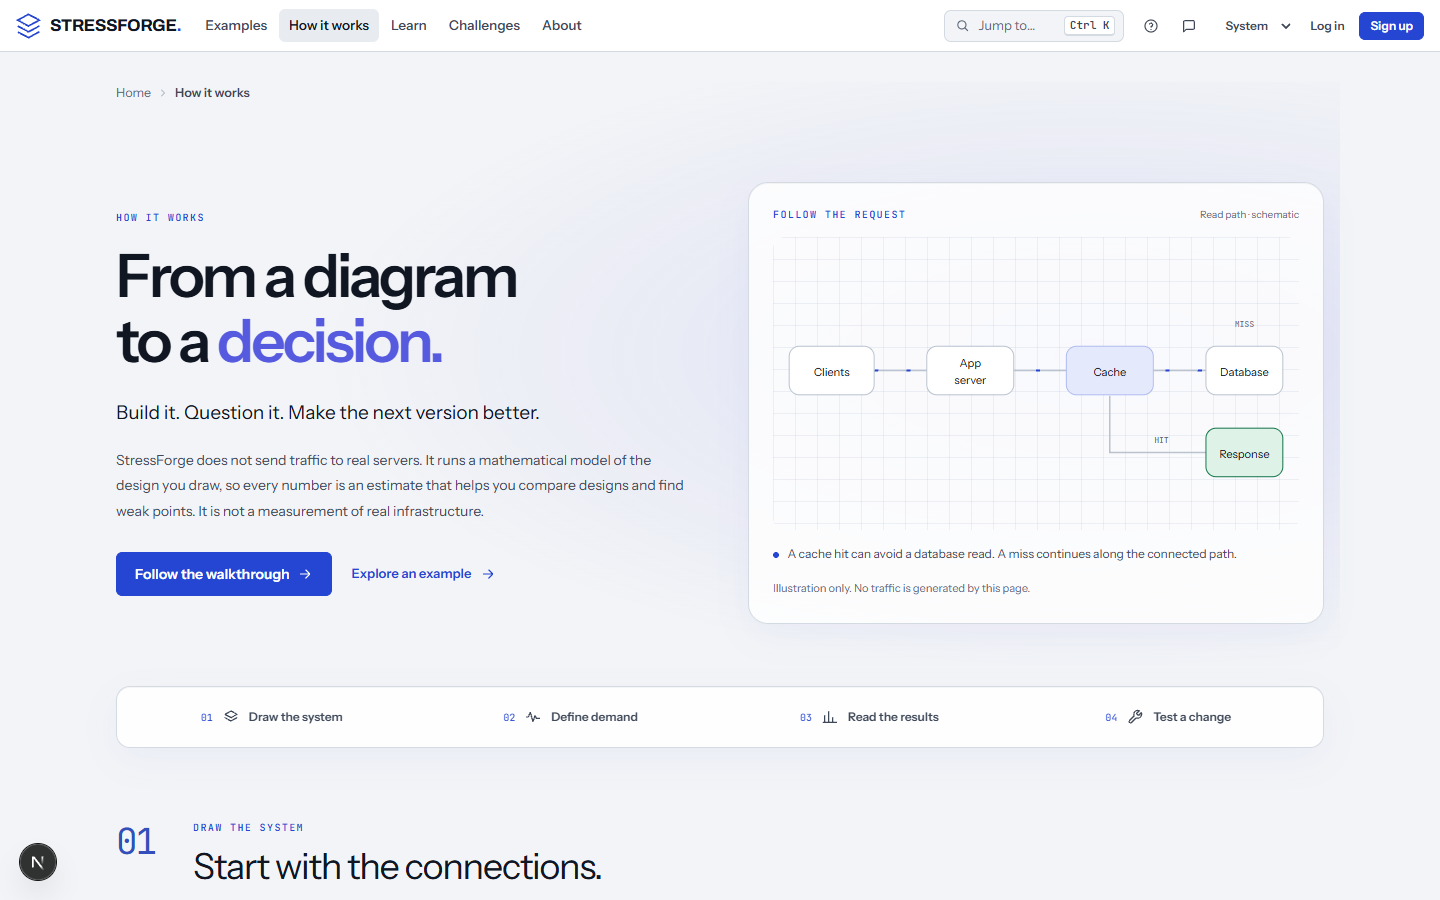 STRESSFORGE.
Examples
How it works
Learn
Challenges
About
Jump to...
Ctrl K
System
Log in
Sign up
Home
How it works
HOW IT WORKS
From a diagram
to a decision.
Build it. Question it. Make the next version better.
StressForge does not send traffic to real servers. It runs a mathematical model of the
design you draw, so every number is an estimate that helps you compare designs and find
weak points. It is not a measurement of real infrastructure.
Follow the walkthrough
Explore an example
FOLLOW THE REQUEST
Read path · schematic
MISS
Clients
App
server
Cache
Database
HIT
Response
A cache hit can avoid a database read. A miss continues along the connected path.
Illustration only. No traffic is generated by this page.
01 Draw the system
02 Define demand
03 Read the results
04 Test a change
01
DRAW THE SYSTEM
Start with the connections.
N